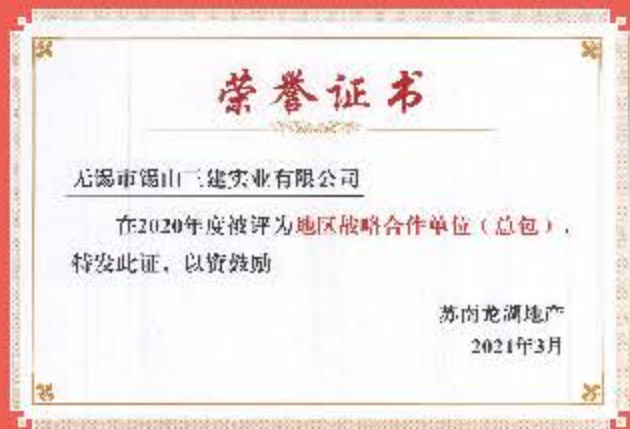 荣誉证书
无锡市锡山三建实业有限公司
在2020年度被评为地区战略合作单位（总包），
特发此证，以资鼓励
苏南龙湖地产
2021年3月